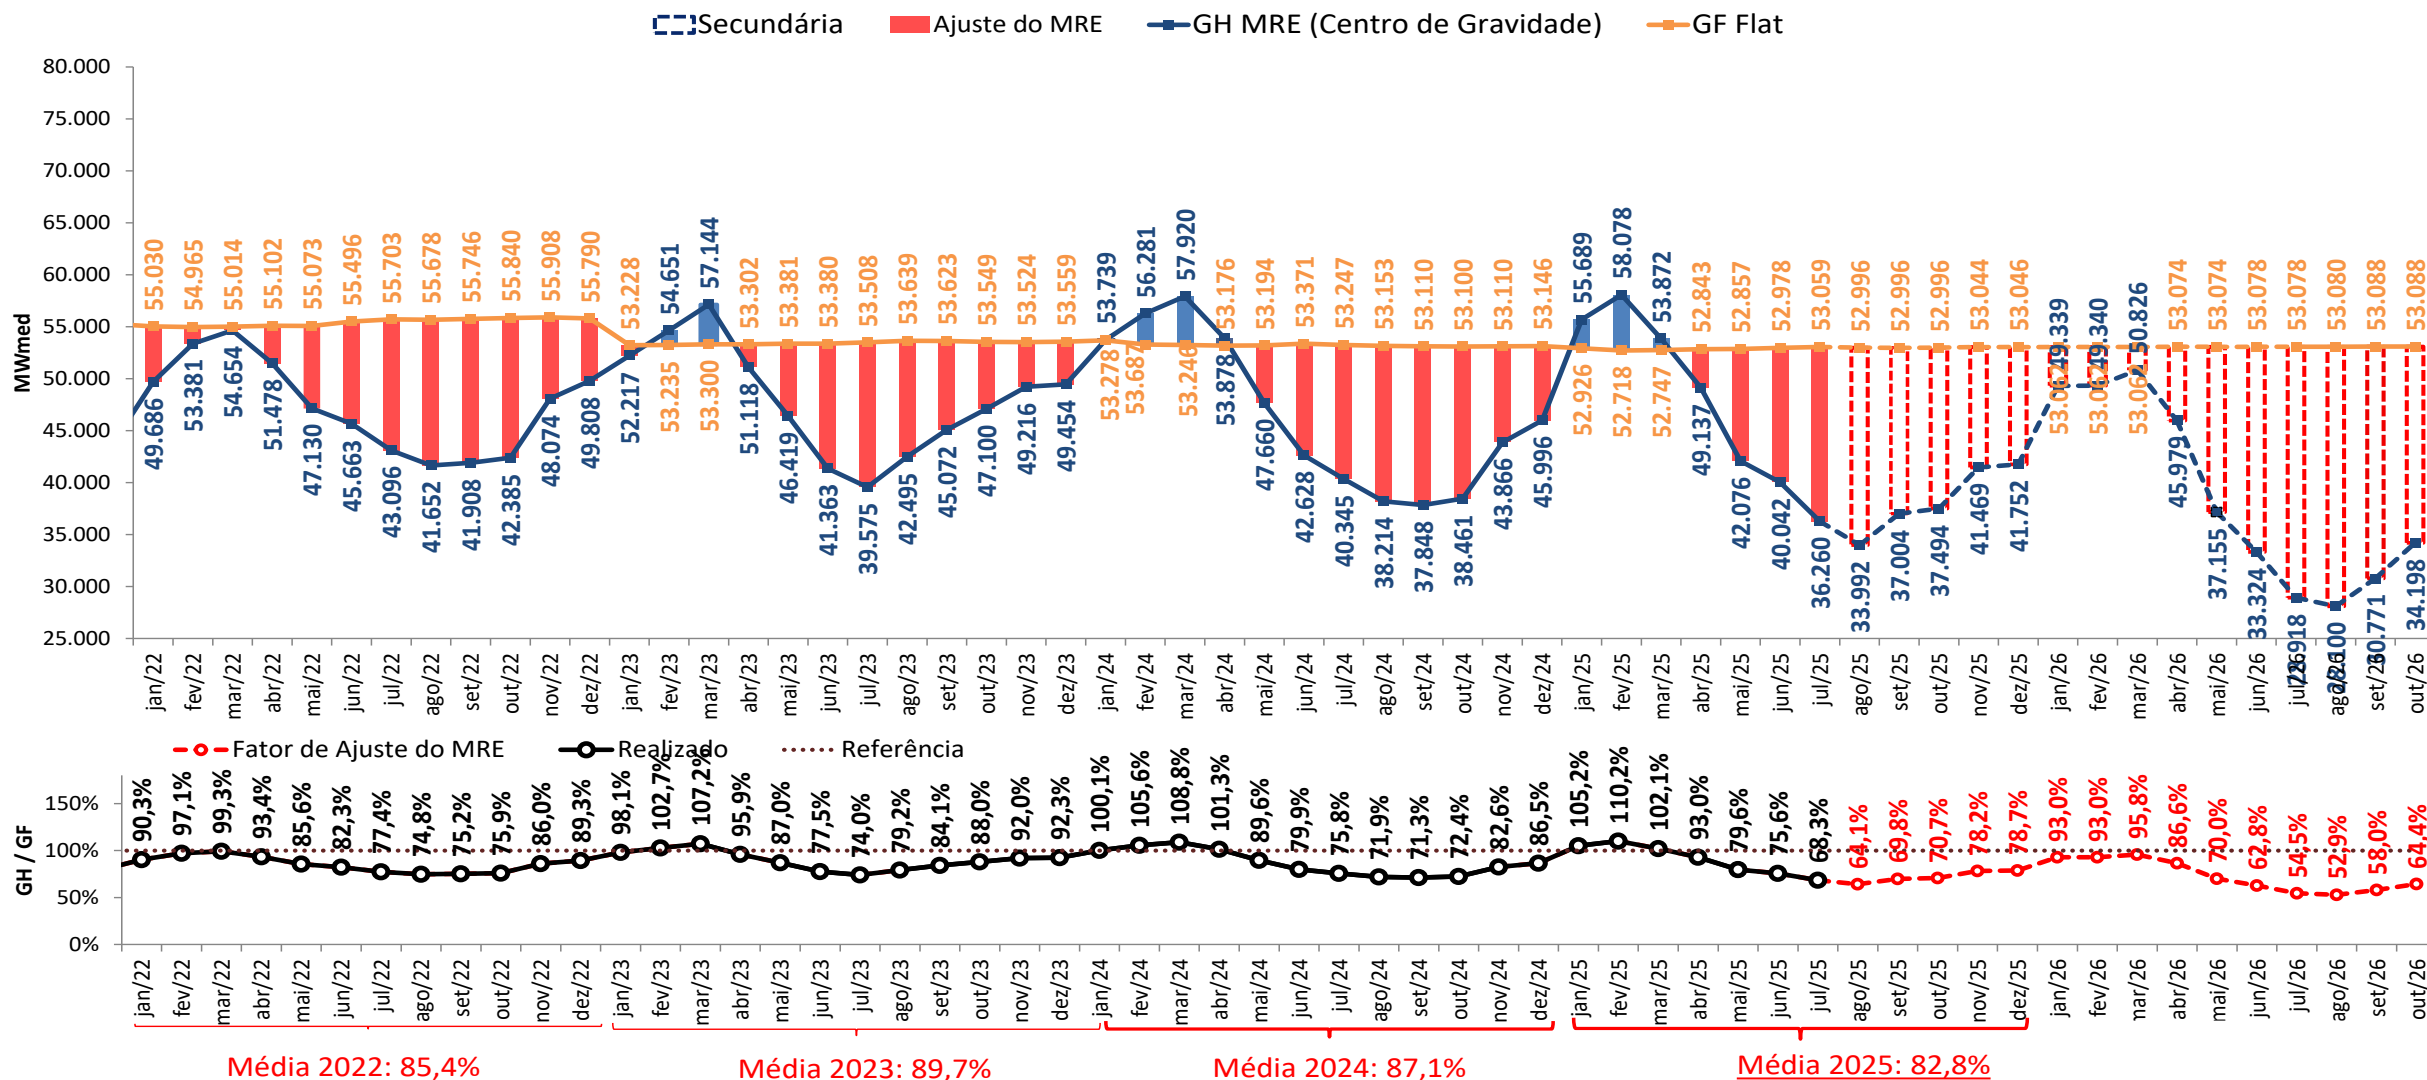 Secundária Ajuste do MRE GH MRE (Centro de Gravidade) GF Flat
MWmed
80.000
75.000
70.000
65.000
60.000
55.000
50.000
45.000
40.000
35.000
30.000
25.000
55.030 54.965 55.014 55.102 55.073 55.496 55.703 55.678 55.746 55.840 55.908 55.790 53.228 53.235 53.300 53.302 53.381 53.380 53.508 53.639 53.623 53.549 53.524 53.559 53.278 53.687 53.246 53.176 53.194 53.371 53.247 53.153 53.110 53.100 53.110 53.146 52.926 52.718 52.747 52.843 52.857 52.978 53.059 52.996 52.996 52.996 53.044 53.046 53.062 53.062 53.062 53.074 53.074 53.078 53.078 53.080 53.088 53.088
49.686 53.381 54.654 51.478 47.130 45.663 43.096 41.652 41.908 42.385 48.074 49.808 52.217 54.651 57.144 51.118 46.419 41.363 39.575 42.495 45.072 47.100 49.216 49.454 53.739 56.281 57.920 53.878 47.660 42.628 40.345 38.214 37.848 38.461 43.866 45.996 55.689 58.078 53.872 49.137 42.076 40.042 36.260 33.992 37.004 37.494 41.469 41.752 49.339 49.340 50.826 45.979 37.155 33.324 28.918 28.100 30.771 34.198
jan/22 fev/22 mar/22 abr/22 mai/22 jun/22 jul/22 ago/22 set/22 out/22 nov/22 dez/22 jan/23 fev/23 mar/23 abr/23 mai/23 jun/23 jul/23 ago/23 set/23 out/23 nov/23 dez/23 jan/24 fev/24 mar/24 abr/24 mai/24 jun/24 jul/24 ago/24 set/24 out/24 nov/24 dez/24 jan/25 fev/25 mar/25 abr/25 mai/25 jun/25 jul/25 ago/25 set/25 out/25 nov/25 dez/25 jan/26 fev/26 mar/26 abr/26 mai/26 jun/26 jul/26 ago/26 set/26 out/26
Fator de Ajuste do MRE Realizado Referência
GH / GF
150%
100%
50%
0%
90,3% 97,1% 99,3% 93,4% 85,6% 82,3% 77,4% 74,8% 75,2% 75,9% 86,0% 89,3% 98,1% 102,7% 107,2% 95,9% 87,0% 77,5% 74,0% 79,2% 84,1% 88,0% 92,0% 92,3% 100,1% 105,6% 108,8% 101,3% 89,6% 79,9% 75,8% 71,9% 71,3% 72,4% 82,6% 86,5% 105,2% 110,2% 102,1% 93,0% 79,6% 75,6% 68,3% 64,1% 69,8% 70,7% 78,2% 78,7% 93,0% 93,0% 95,8% 86,6% 70,0% 62,8% 54,5% 52,9% 58,0% 64,4%
jan/22 fev/22 mar/22 abr/22 mai/22 jun/22 jul/22 ago/22 set/22 out/22 nov/22 dez/22 jan/23 fev/23 mar/23 abr/23 mai/23 jun/23 jul/23 ago/23 set/23 out/23 nov/23 dez/23 jan/24 fev/24 mar/24 abr/24 mai/24 jun/24 jul/24 ago/24 set/24 out/24 nov/24 dez/24 jan/25 fev/25 mar/25 abr/25 mai/25 jun/25 jul/25 ago/25 set/25 out/25 nov/25 dez/25 jan/26 fev/26 mar/26 abr/26 mai/26 jun/26 jul/26 ago/26 set/26 out/26
Média 2022: 85,4% Média 2023: 89,7% Média 2024: 87,1% Média 2025: 82,8%